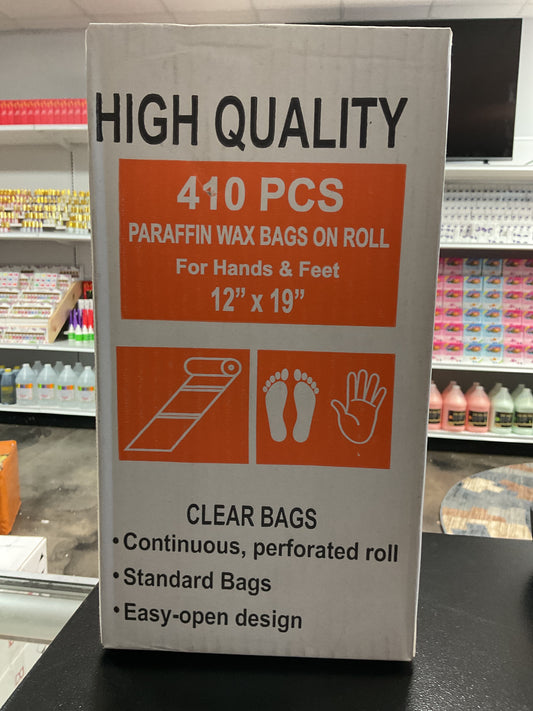 HIGH QUALITY
410 PCS
PARAFFIN WAX BAGS ON ROLL
For Hands & Feet
12” x 19”
CLEAR BAGS
•Continuous, perforated roll
•Standard Bags
•Easy-open design